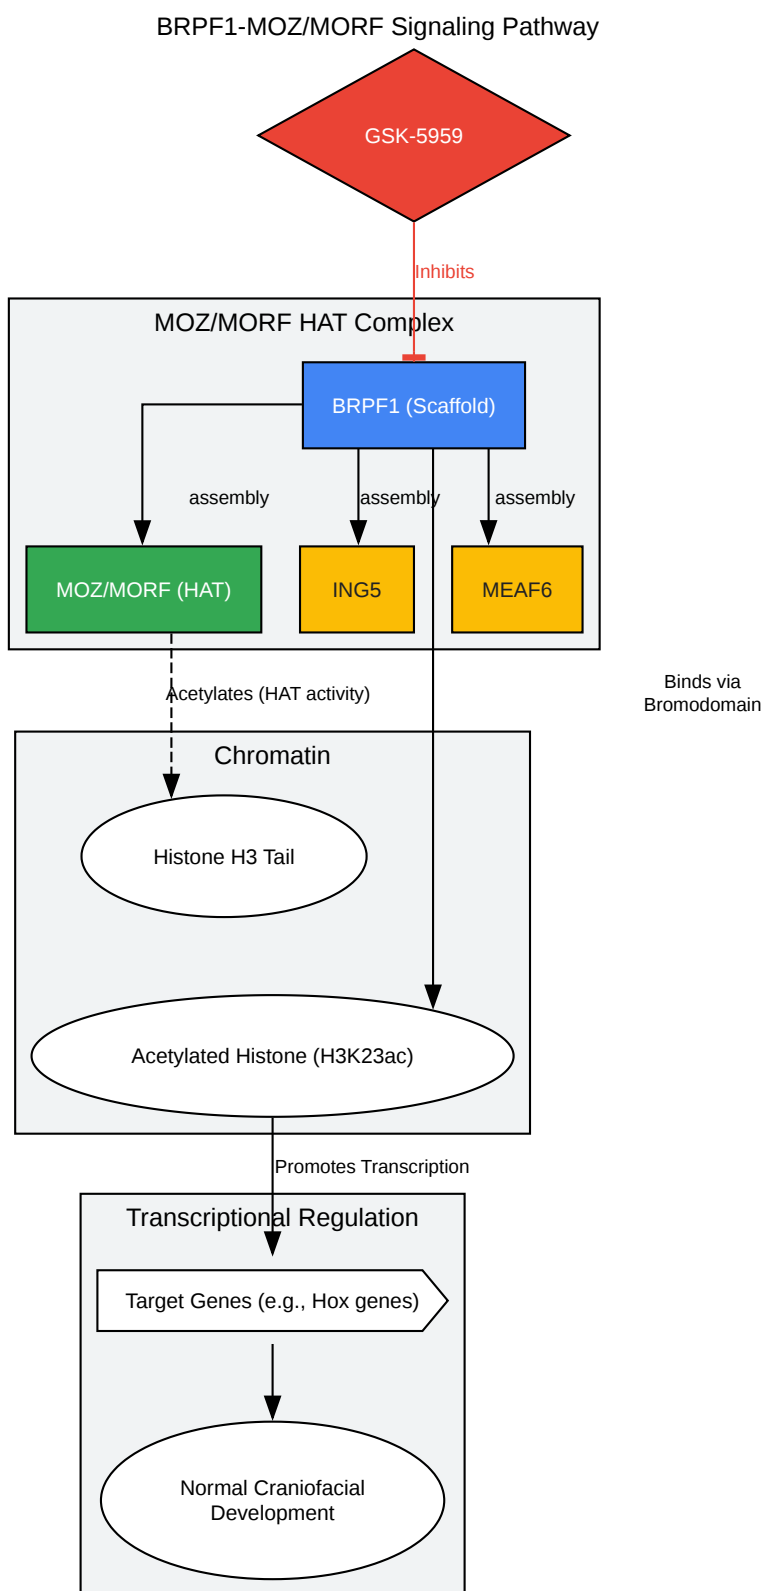 BRPF1-MOZ/MORF Signaling Pathway
GSK-5959
Inhibits
MOZ/MORF HAT Complex
BRPF1 (Scaffold)
assembly
assembly
assembly
MOZ/MORF (HAT)
ING5
MEAF6
Acetylates (HAT activity)
Binds via
Bromodomain
Chromatin
Histone H3 Tail
Acetylated Histone (H3K23ac)
Promotes Transcription
Transcriptional Regulation
Target Genes (e.g., Hox genes)
Normal Craniofacial
Development